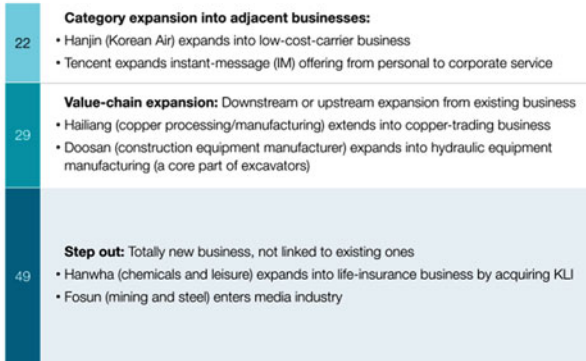 22
Category expansion into adjacent businesses:
• Hanjin (Korean Air) expands into low-cost-carrier business
• Tencent expands instant-message (IM) offering from personal to corporate service
29
Value-chain expansion: Downstream or upstream expansion from existing business
• Hailiang (copper processing/manufacturing) extends into copper-trading business
• Doosan (construction equipment manufacturer) expands into hydraulic equipment
manufacturing (a core part of excavators)
49
Step out: Totally new business, not linked to existing ones
• Hanwha (chemicals and leisure) expands into life-insurance business by acquiring KLI
• Fosun (mining and steel) enters media industry